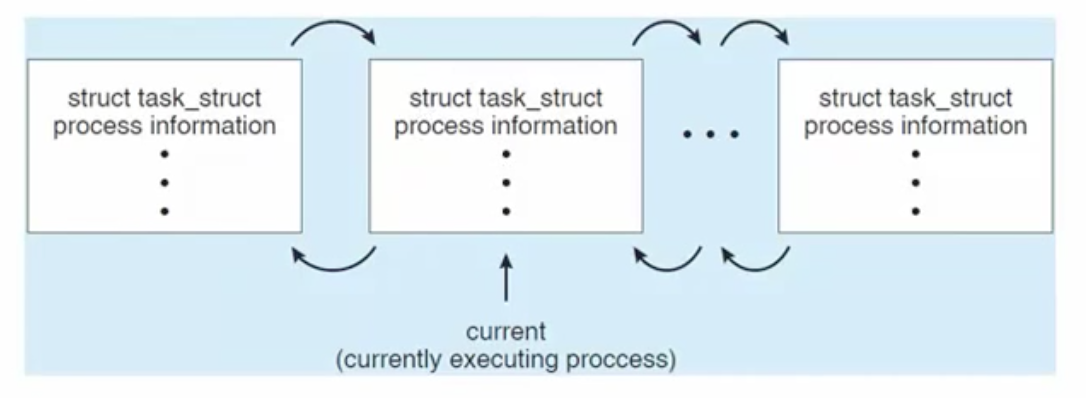 struct task_struct
process information
struct task_struct
process information
struct task_struct
process information
current
(currently executing proccess)